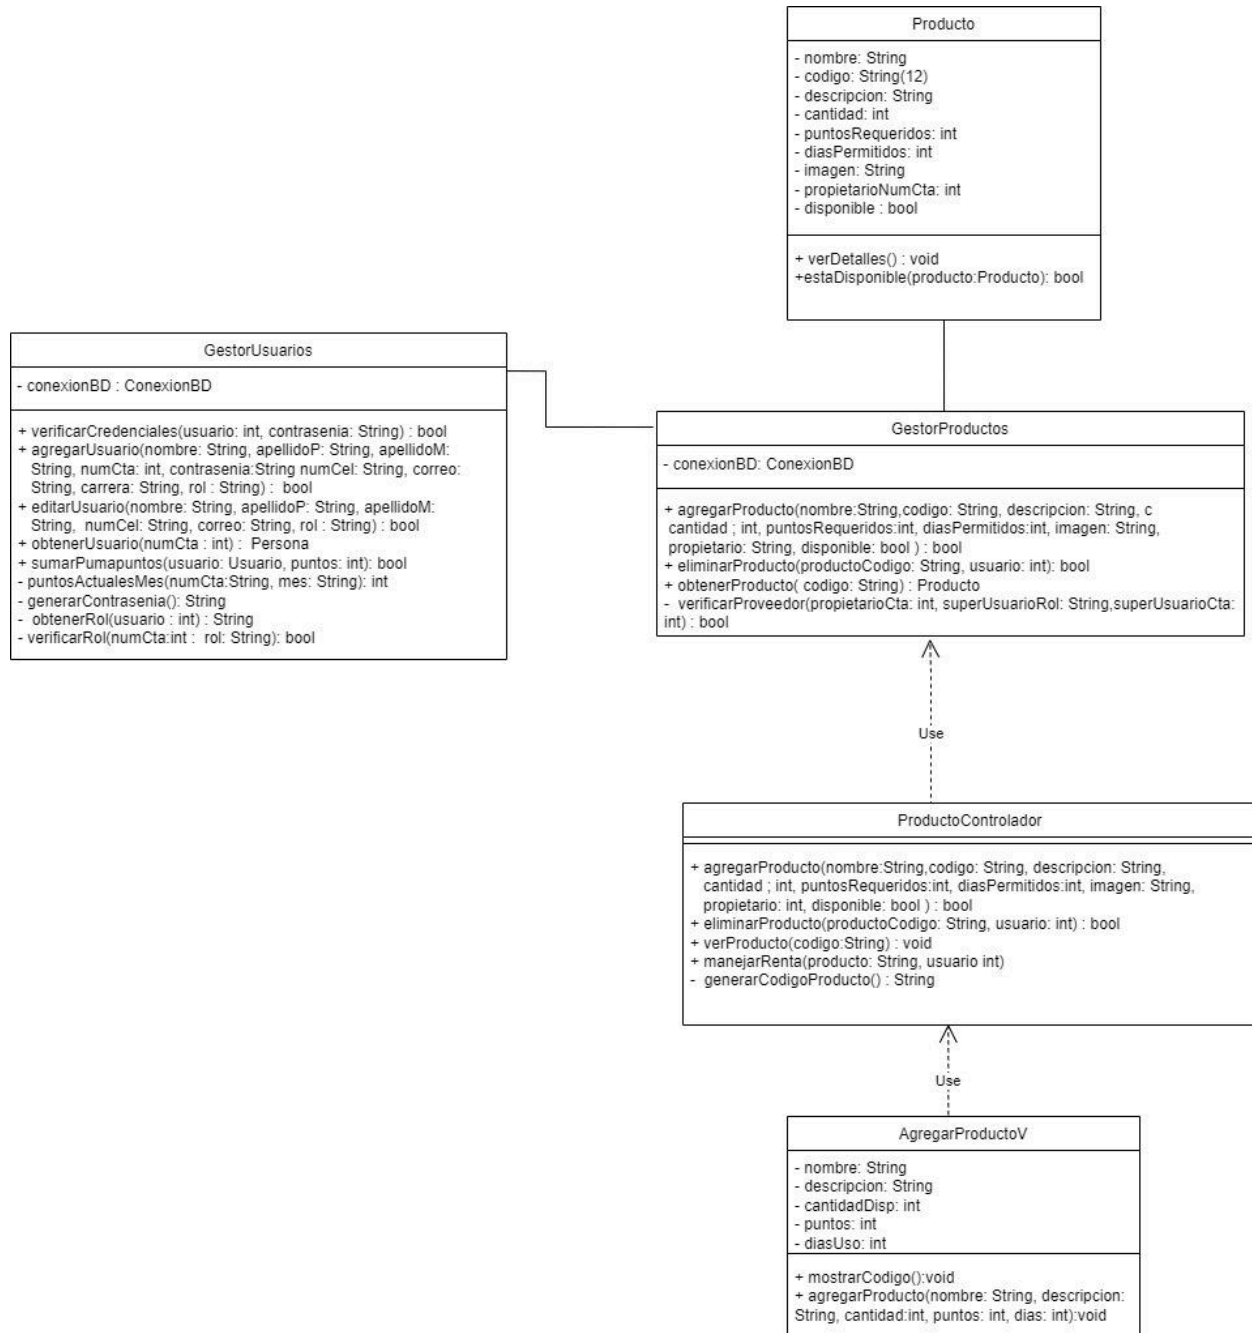 Producto
- nombre: String
- codigo: String(12)
- descripcion: String
- cantidad: int
- puntosRequeridos: int
- diasPermitidos: int
- imagen: String
- propietarioNumCta: int
- disponible : bool
+ verDetalles() : void
+estaDisponible(producto:Producto): bool
GestorUsuarios
- conexionBD : ConexionBD
+ verificarCredenciales(usuario: int, contrasenia: String) : bool
+ agregarUsuario(nombre: String, apellidoP: String, apellidoM:
String, numCta: int, contrasenia:String numCel: String, correo:
String, carrera: String, rol : String) : bool
+ editarUsuario(nombre: String, apellidoP: String, apellidoM:
String, numCel: String, correo: String, rol : String) : bool
+ obtenerUsuario(numCta : int) : Persona
+ sumarPumapuntos(usuario: Usuario, puntos: int): bool
- puntosActualesMes(numCta:String, mes: String): int
- generarContrasenia(): String
- obtenerRol(usuario : int) : String
- verificarRol(numCta:int : rol: String): bool
GestorProductos
- conexionBD: ConexionBD
+ agregarProducto(nombre:String,codigo: String, descripcion: String, c
cantidad ; int, puntosRequeridos:int, diasPermitidos:int, imagen: String,
propietario: String, disponible: bool ) : bool
+ eliminarProducto(productoCodigo: String, usuario: int): bool
+ obtenerProducto( codigo: String) : Producto
- verificarProveedor(propietarioCta: int, superUsuarioRol: String,superUsuarioCta:
int) : bool
Use
ProductoControlador
+ agregarProducto(nombre:String,codigo: String, descripcion: String,
cantidad ; int, puntosRequeridos:int, diasPermitidos:int, imagen: String,
propietario: int, disponible: bool ) : bool
+ eliminarProducto(productoCodigo: String, usuario: int) : bool
+ verProducto(codigo:String) : void
+ manejarRenta(producto: String, usuario int)
- generarCodigoProducto() : String
Use
AgregarProductoV
- nombre: String
- descripcion: String
- cantidadDisp: int
- puntos: int
- diasUso: int
+ mostrarCodigo():void
+ agregarProducto(nombre: String, descripcion:
String, cantidad:int, puntos: int, dias: int):void